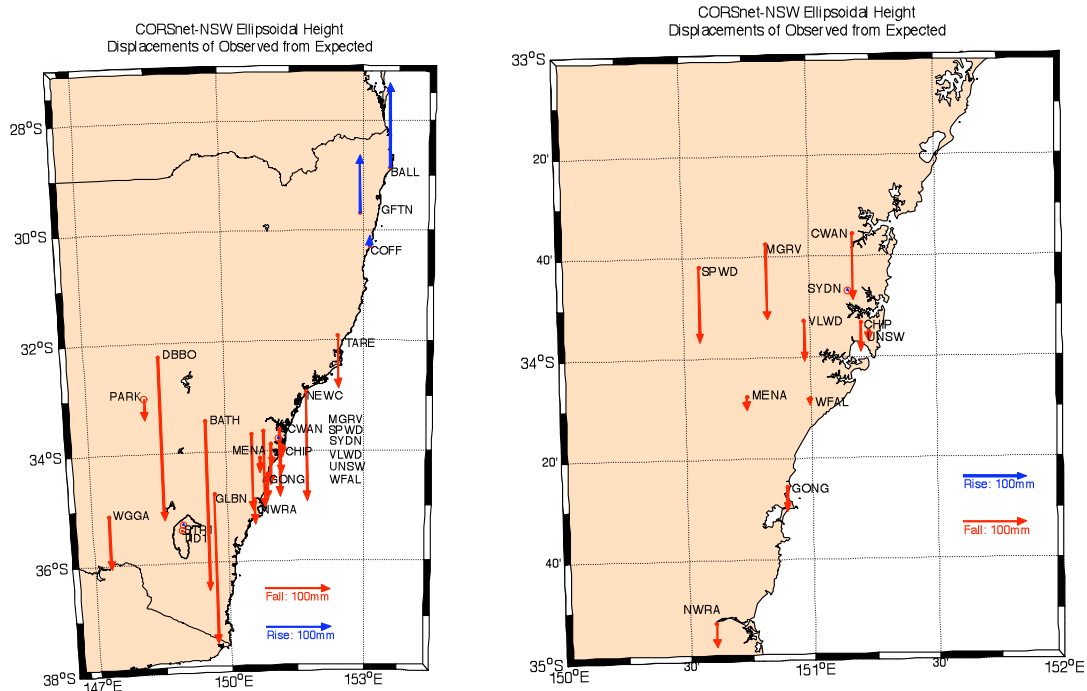 CORSnet-NSW Ellipsoidal Height
Displacements of Observed from Expected
28°S
30°S
32°S
34°S
36°S
38°S
147°E
150°E
153°E
BALL
GFTN
COFF
TARE
NEWC
DBBO
PARK
BATH
MGRV
SPWD
SYDN
VLWD
UNSW
WFAL
CWAN
MENA
CHIP
GONG
GLBN
NWRA
WGGA
STR1
TID1
Fall: 100mm
Rise: 100mm
CORSnet-NSW Ellipsoidal Height
Displacements of Observed from Expected
33°S
20'
40'
34°S
20'
40'
35°S
150°E
30'
151°E
30'
152°E
CWAN
MGRV
SPWD
SYDN
VLWD
CHIP
UNSW
MENA
WFAL
GONG
NWRA
Rise: 100mm
Fall: 100mm